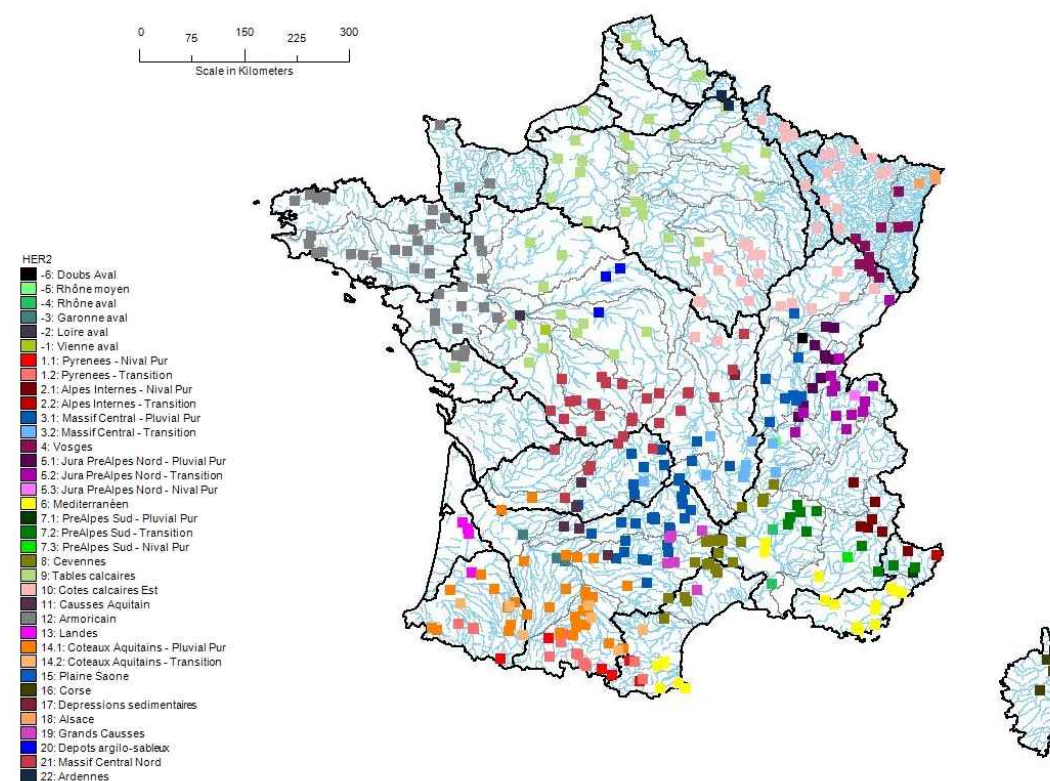 0 75 150 225 300
Scale in Kilometers
HER2
-6: Doubs Aval
-5: Rhône moyen
-4: Rhône aval
-3: Garonne aval
-2: Loire aval
-1: Vienne aval
1.1: Pyrenees - Nival Pur
1.2: Pyrenees - Transition
2.1: Alpes Internes - Nival Pur
2.2: Alpes Internes - Transition
3.1: Massif Central - Pluvial Pur
3.2: Massif Central - Transition
4: Vosges
5.1: Jura PreAlpes Nord - Pluvial Pur
5.2: Jura PreAlpes Nord - Transition
5.3: Jura PreAlpes Nord - Nival Pur
6: Mediterranéen
7.1: PreAlpes Sud - Pluvial Pur
7.2: PreAlpes Sud - Transition
7.3: PreAlpes Sud - Nival Pur
8: Cevennes
9: Tables calcaires
10: Cotes calcaires Est
11: Causses Aquitain
12: Armoricain
13: Landes
14.1: Coteaux Aquitains - Pluvial Pur
14.2: Coteaux Aquitains - Transition
15: Plaine Saone
16: Corse
17: Depressions sedimentaires
18: Alsace
19: Grands Causses
20: Depots argilo-sableux
21: Massif Central Nord
22: Ardennes